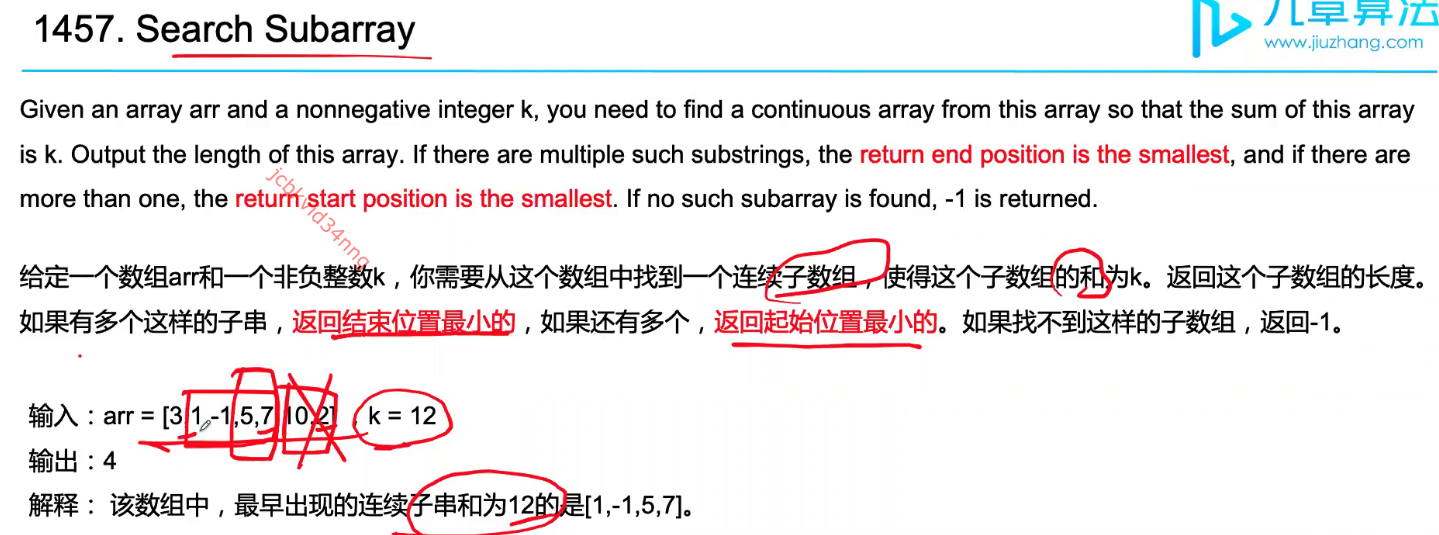 1457. Search Subarray
九章算法
www.jiuzhang.com
Given an array arr and a nonnegative integer k, you need to find a continuous array from this array so that the sum of this array
is k. Output the length of this array. If there are multiple such substrings, the return end position is the smallest, and if there are
more than one, the return start position is the smallest. If no such subarray is found, -1 is returned.
jcbkvld34nng
给定一个数组arr和一个非负整数k，你需要从这个数组中找到一个连续子数组，使得这个子数组的和为k。返回这个子数组的长度。
如果有多个这样的子串，返回结束位置最小的，如果还有多个，返回起始位置最小的。如果找不到这样的子数组，返回-1。
输入：arr = [3,1,-1,5,7,10,2]，k = 12
输出：4
解释： 该数组中，最早出现的连续子串和为12的是[1,-1,5,7]。